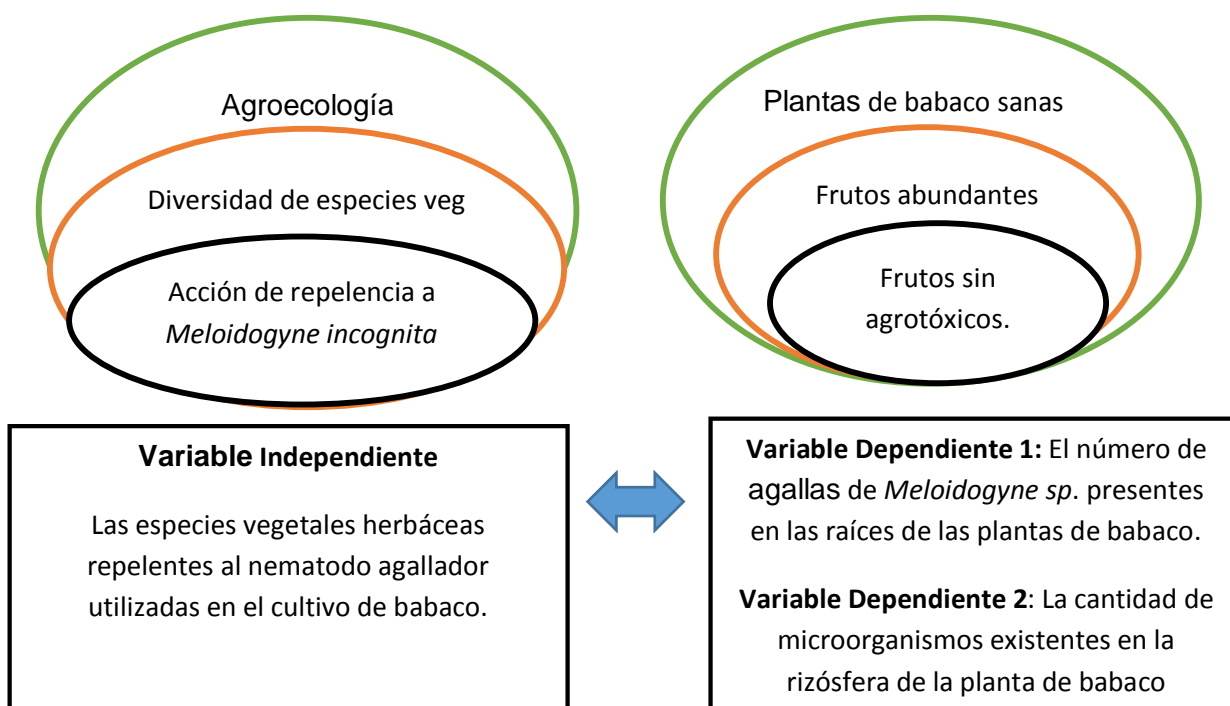 Agroecología
Diversidad de especies veg
Acción de repelencia a
Meloidogyne incognita
Plantas de babaco sanas
Frutos abundantes
Frutos sin
agrotóxicos.
Variable Independiente
Las especies vegetales herbáceas
repelentes al nematodo agallador
utilizadas en el cultivo de babaco.
Variable Dependiente 1: El número de
agallas de Meloidogyne sp. presentes
en las raíces de las plantas de babaco.
Variable Dependiente 2: La cantidad de
microorganismos existentes en la
rizósfera de la planta de babaco